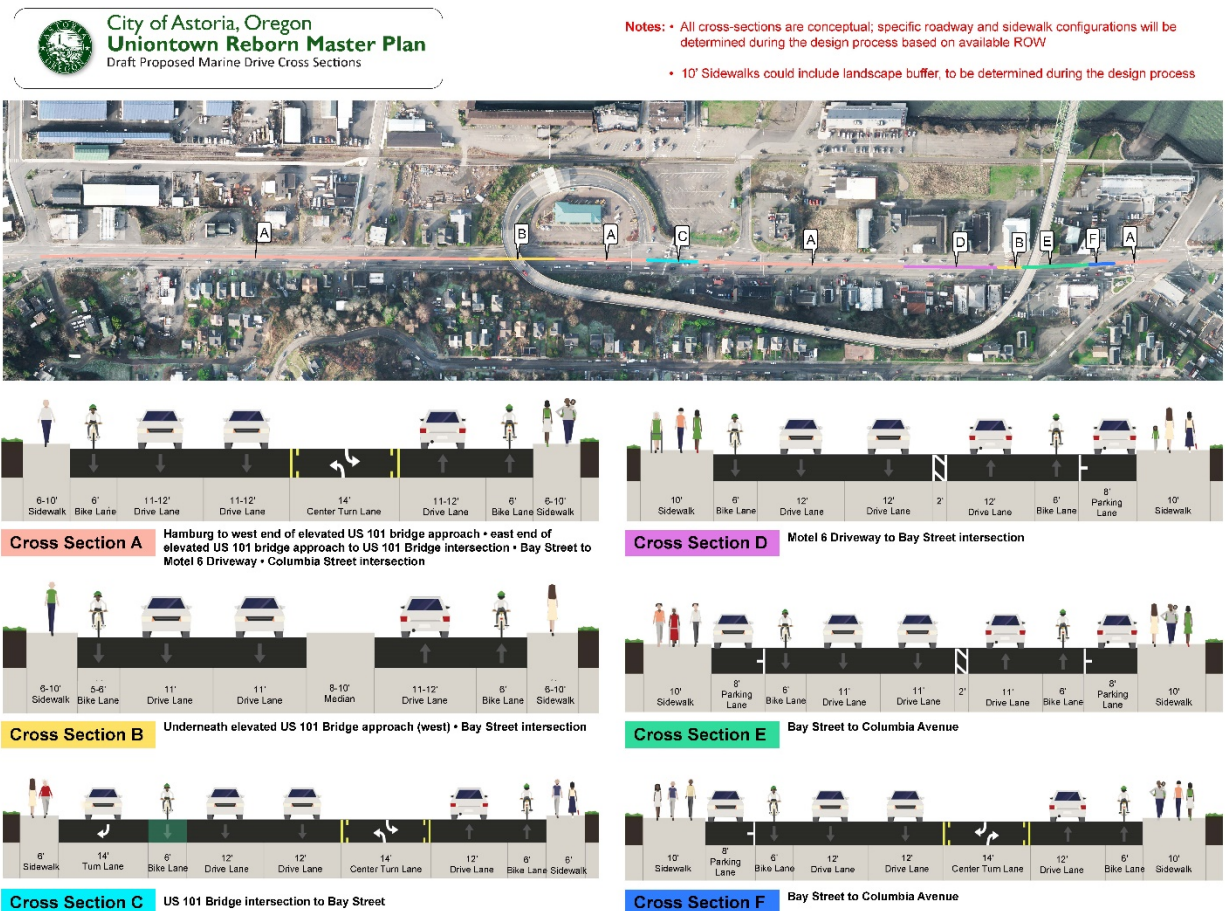 City of Astoria, Oregon
Uniontown Reborn Master Plan
Draft Proposed Marine Drive Cross Sections
ASTORIA
OREGON
Notes: • All cross-sections are conceptual; specific roadway and sidewalk configurations will be
determined during the design process based on available ROW
• 10' Sidewalks could include landscape buffer, to be determined during the design process
A
B
A
C
A
D
B
E
F
A
6-10' 6' 11-12' 11-12' 14' 11-12' 6' 6-10'
Sidewalk Bike Lane Drive Lane Drive Lane Center Turn Lane Drive Lane Bike Lane Sidewalk
Cross Section A
Hamburg to west end of elevated US 101 bridge approach • east end of
elevated US 101 bridge approach to US 101 Bridge intersection • Bay Street to
Motel 6 Driveway • Columbia Street intersection
10' 6' 12' 12' 2' 12' 6' 8' 10'
Sidewalk Bike Lane Drive Lane Drive Lane Drive Lane Bike Lane Parking Lane Sidewalk
Cross Section D
Motel 6 Driveway to Bay Street intersection
6-10' 5-6' 11' 11' 8-10' 11-12' 6' 6-10'
Sidewalk Bike Lane Drive Lane Drive Lane Median Drive Lane Bike Lane Sidewalk
Cross Section B
Underneath elevated US 101 Bridge approach (west) • Bay Street intersection
10' 8' 6' 11' 11' 2' 11' 6' 8' 10'
Sidewalk Parking Lane Bike Lane Drive Lane Drive Lane Drive Lane Bike Lane Parking Lane Sidewalk
Cross Section E
Bay Street to Columbia Avenue
6' 14' 6' 12' 12' 14' 12' 6' 6'
Sidewalk Turn Lane Bike Lane Drive Lane Drive Lane Center Turn Lane Drive Lane Bike Lane Sidewalk
Cross Section C
US 101 Bridge intersection to Bay Street
10' 8' 6' 12' 12' 14' 12' 6' 10'
Sidewalk Parking Lane Bike Lane Drive Lane Drive Lane Center Turn Lane Drive Lane Bike Lane Sidewalk
Cross Section F
Bay Street to Columbia Avenue